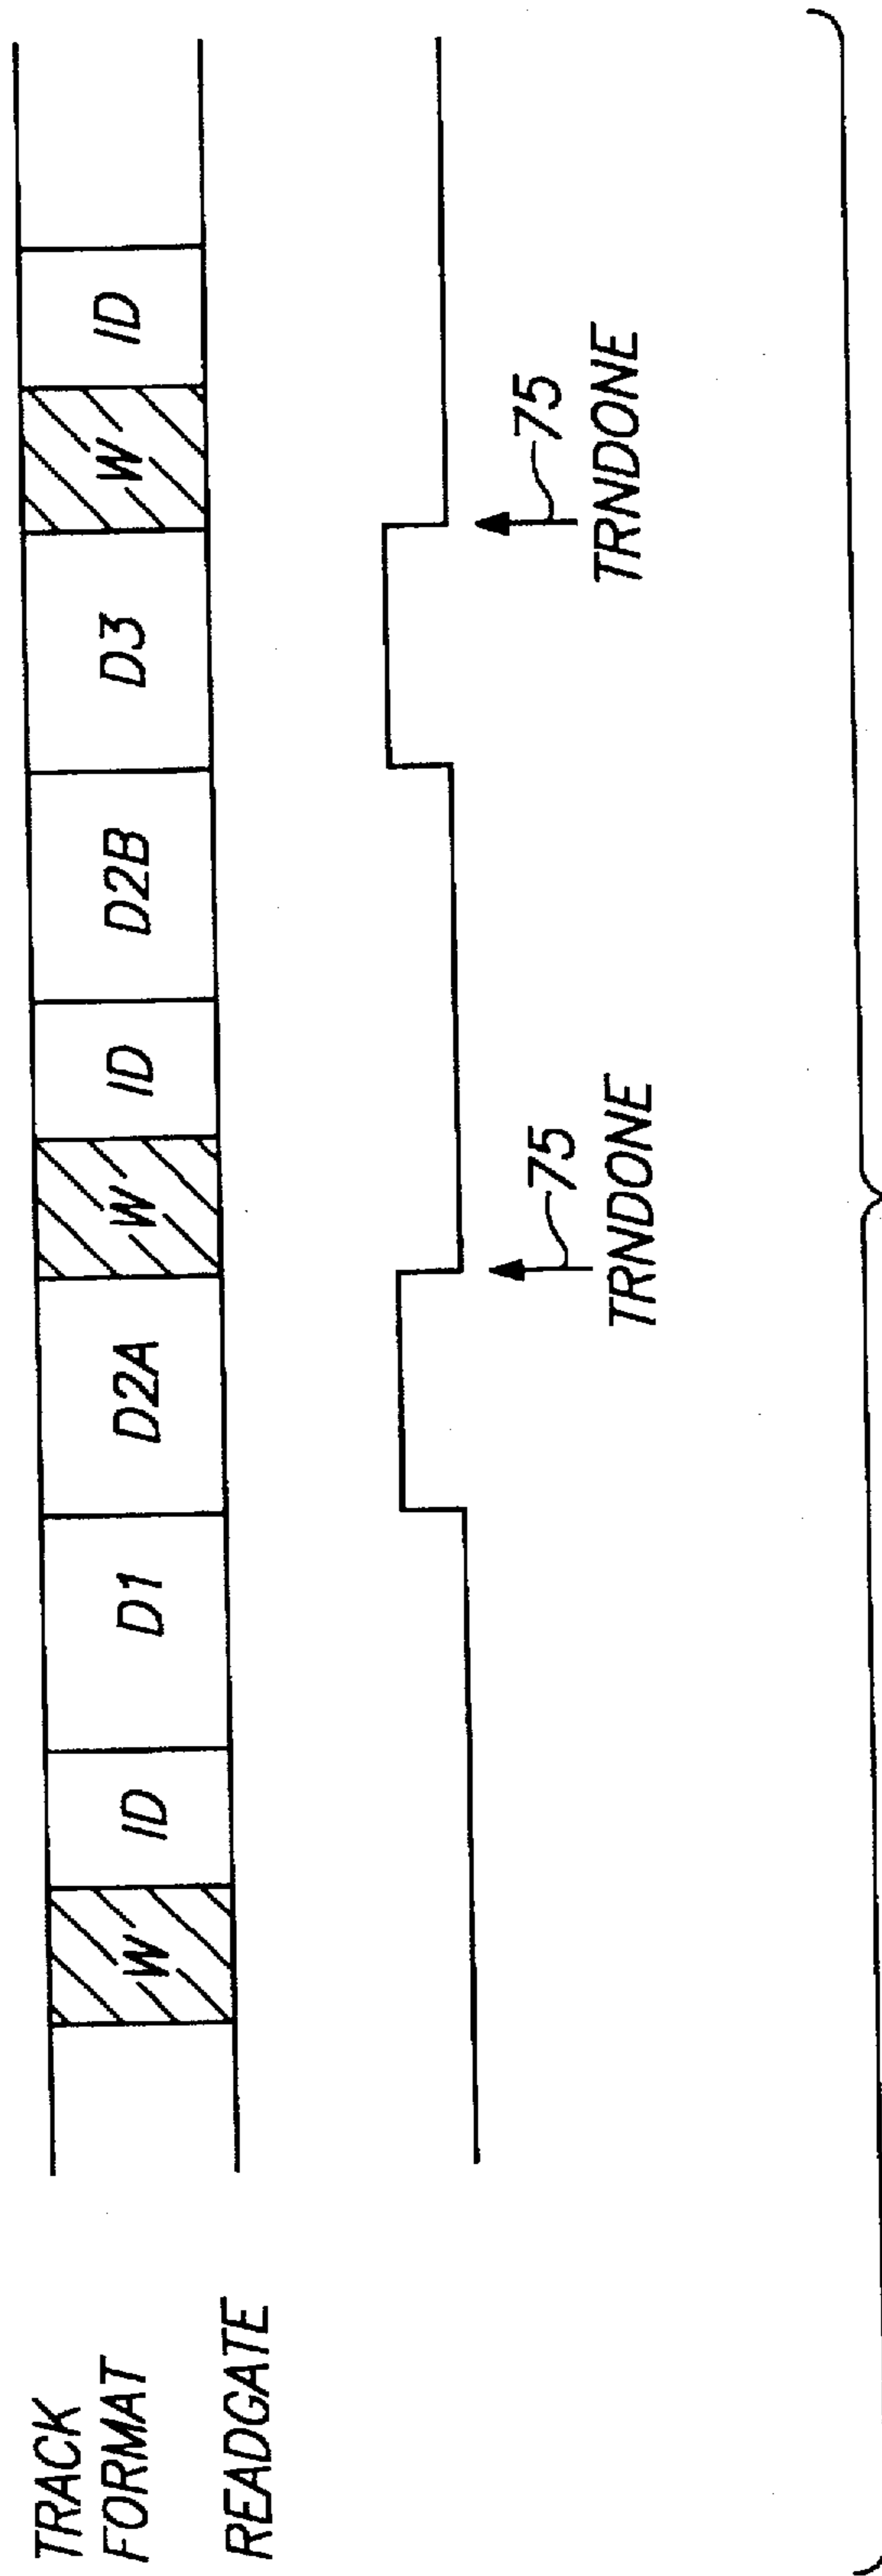 TRACK
FORMAT
W ID D1 D2A W ID D2B D3 W ID
READGATE
75 75
TRNDONE TRNDONE